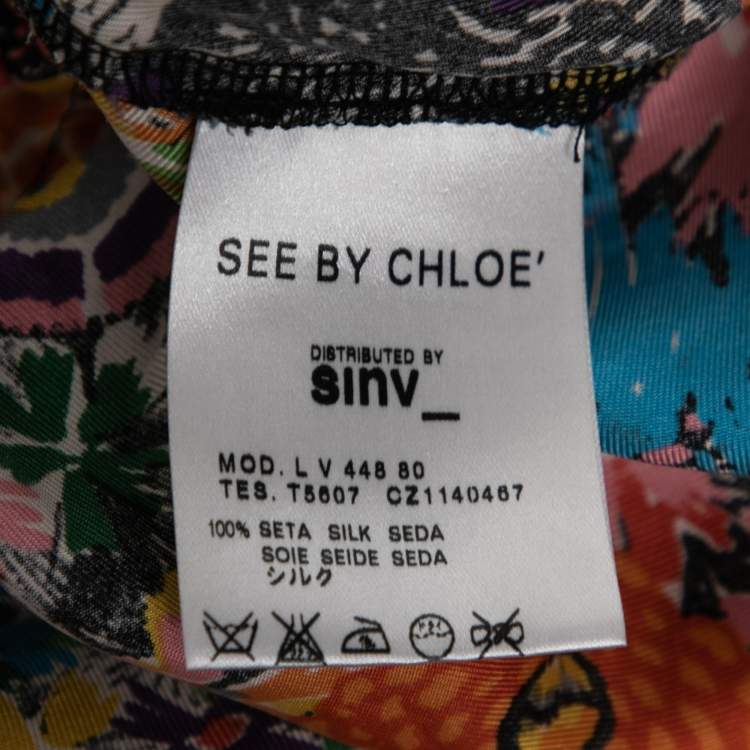 SEE BY CHLOE'
DISTRIBUTED BY
sinv_
MOD. L V 448 80
TES. T5607 CZ1140467
100% SETA SILK SEDA
SOIE SEIDE SEDA
シルク